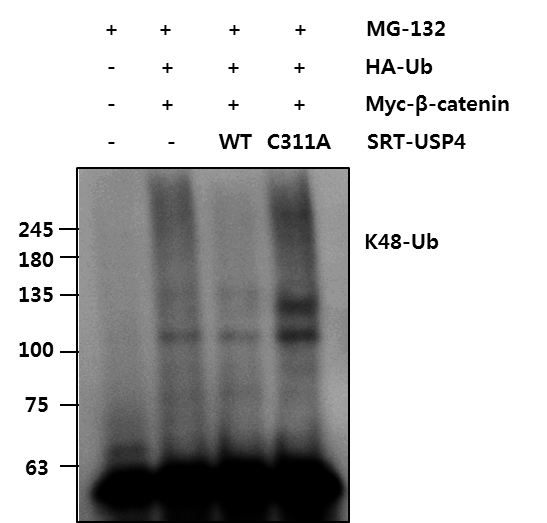 + + + + MG-132
- + + + HA-Ub
- + + + Myc-β-catenin
- - WT C311A SRT-USP4
245
180
135
100
75
63
K48-Ub